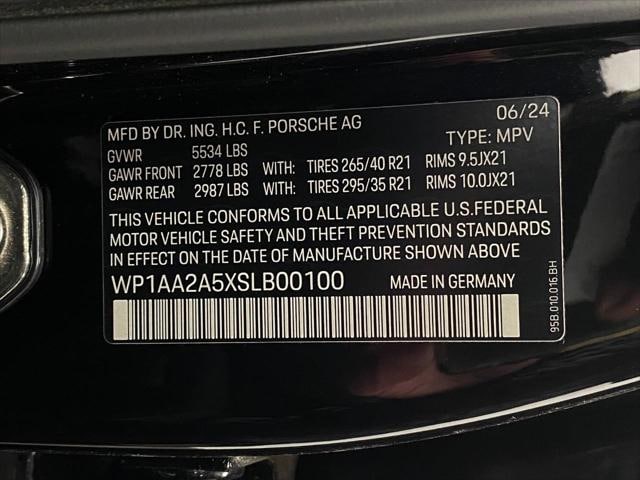 06/24
MFD BY DR. ING. H.C. F. PORSCHE AG
TYPE: MPV
GVWR 5534 LBS
GAWR FRONT 2778 LBS WITH: TIRES 265/40 R21 RIMS 9.5JX21
GAWR REAR 2987 LBS WITH: TIRES 295/35 R21 RIMS 10.0JX21
THIS VEHICLE CONFORMS TO ALL APPLICABLE U.S.FEDERAL
MOTOR VEHICLE SAFETY AND THEFT PREVENTION STANDARDS
IN EFFECT ON THE DATE OF MANUFACTURE SHOWN ABOVE
WP1AA2A5XSLB00100 MADE IN GERMANY
95B.010.016.BH